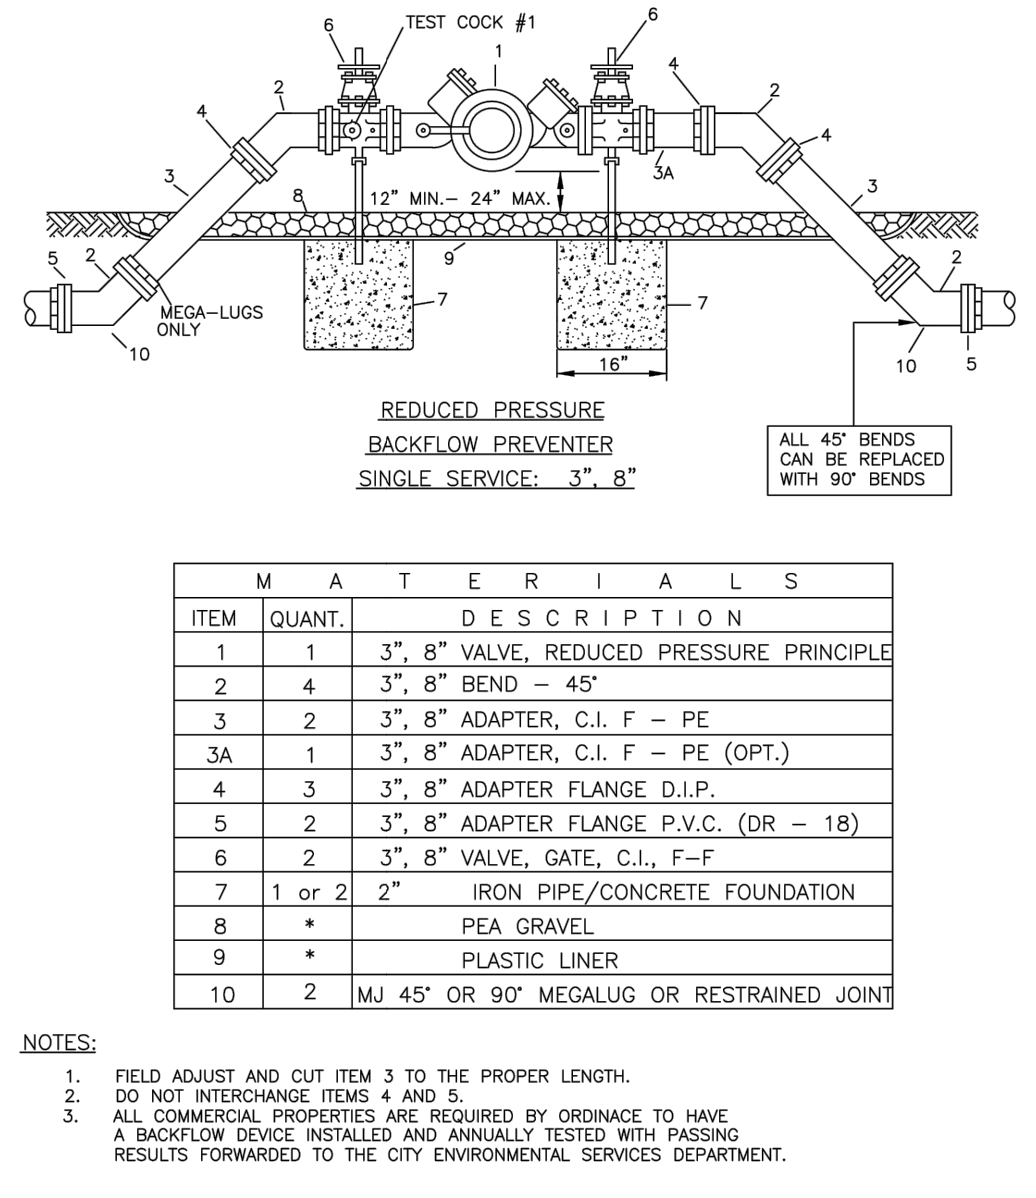 6
TEST COCK #1
1
6
2
4
4
2
4
3
3A
3
8
12” MIN.— 24” MAX.
5
2
9
2
MEGA–LUGS
ONLY
7
7
10
16”
10
5
REDUCED PRESSURE
BACKFLOW PREVENTER
SINGLE SERVICE: 3”, 8”
ALL 45° BENDS
CAN BE REPLACED
WITH 90° BENDS
M A T E R I A L S
ITEM QUANT. D E S C R I P T I O N
1 1 3”, 8” VALVE, REDUCED PRESSURE PRINCIPLE
2 4 3”, 8” BEND – 45°
3 2 3”, 8” ADAPTER, C.I. F – PE
3A 1 3”, 8” ADAPTER, C.I. F – PE (OPT.)
4 3 3”, 8” ADAPTER FLANGE D.I.P.
5 2 3”, 8” ADAPTER FLANGE P.V.C. (DR – 18)
6 2 3”, 8” VALVE, GATE, C.I., F–F
7 1 or 2 2” IRON PIPE/CONCRETE FOUNDATION
8 * PEA GRAVEL
9 * PLASTIC LINER
10 2 MJ 45° OR 90° MEGALUG OR RESTRAINED JOINT
NOTES:
1. FIELD ADJUST AND CUT ITEM 3 TO THE PROPER LENGTH.
2. DO NOT INTERCHANGE ITEMS 4 AND 5.
3. ALL COMMERCIAL PROPERTIES ARE REQUIRED BY ORDINACE TO HAVE
A BACKFLOW DEVICE INSTALLED AND ANNUALLY TESTED WITH PASSING
RESULTS FORWARDED TO THE CITY ENVIRONMENTAL SERVICES DEPARTMENT.